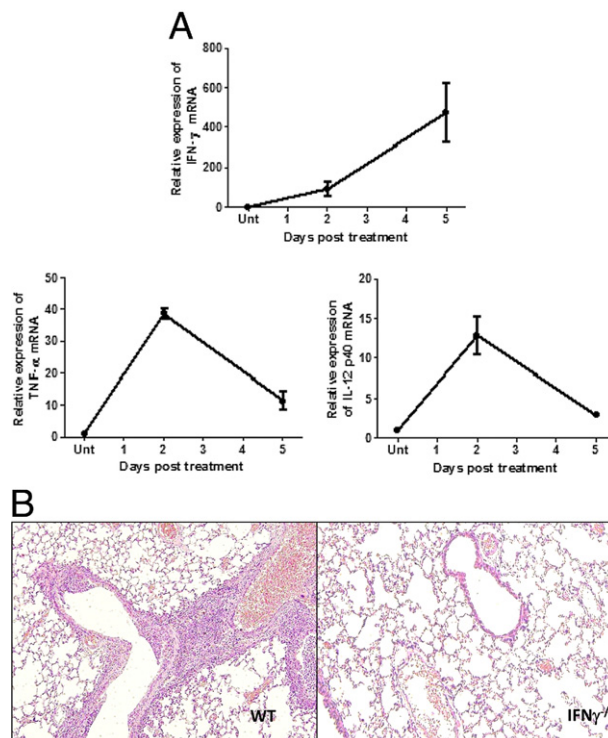 A
Relative expression of
IFN-γ mRNA
800
600
400
200
0
Unt 1 2 3 4 5
Days post treatment
Relative expression of
TNF-α mRNA
50
40
30
20
10
0
Unt 1 2 3 4 5
Days post treatment
Relative expression
of IL-12 p40 mRNA
20
15
10
5
0
Unt 1 2 3 4 5
Days post treatment
B
WT
IFNγ-/